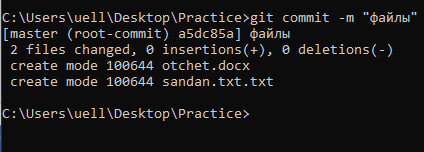 C:\Users\uell\Desktop\Practice>git commit -m "файлы"
[master (root-commit) a5dc85a] файлы
 2 files changed, 0 insertions(+), 0 deletions(-)
 create mode 100644 otchet.docx
 create mode 100644 sandan.txt.txt
C:\Users\uell\Desktop\Practice>